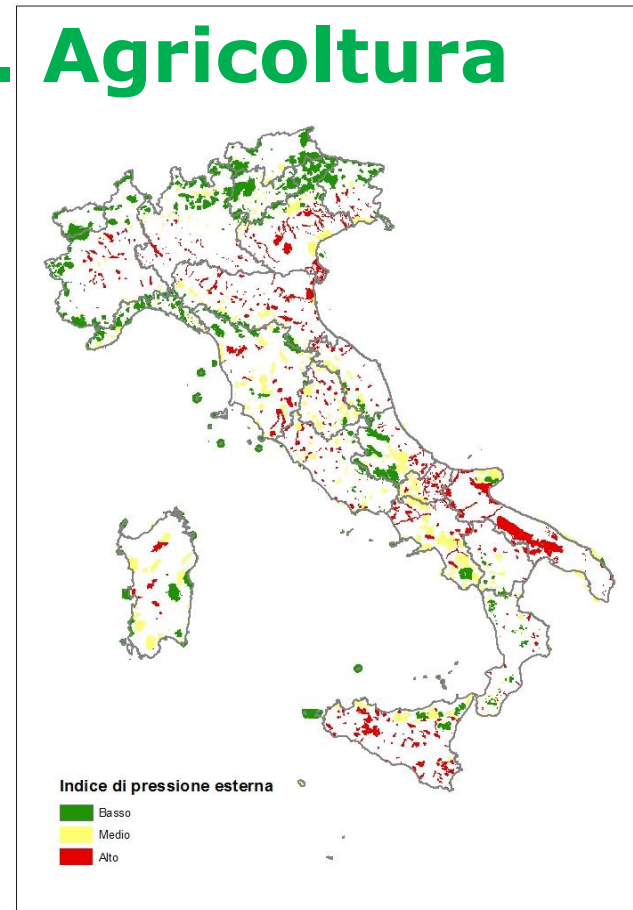 . Agricoltura
Indice di pressione esterna
Basso
Medio
Alto